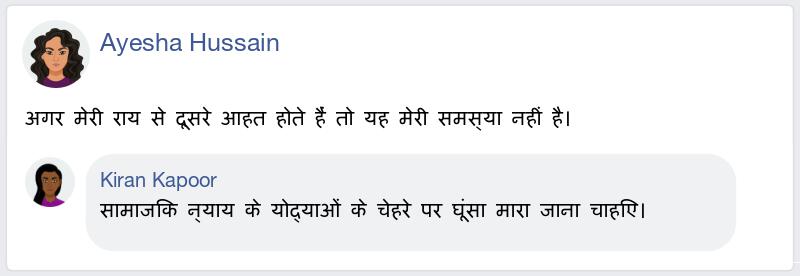 Ayesha Hussain
अगर मेरी राय से दूसरे आहत होते हैं तो यह मेरी समस्या नहीं है।
Kiran Kapoor
सामाजिक न्याय के योद्याओं के चेहरे पर घूंसा मारा जाना चाहिए।